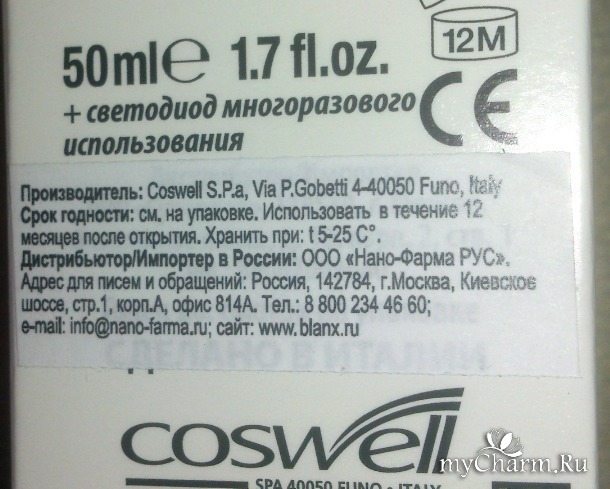 12M
50ml℮ 1.7 fl.oz.
+ светодиод многоразового
использования
CE
Производитель: Coswell S.P.a, Via P.Gobetti 4-40050 Funo, Italy
Срок годности: см. на упаковке. Использовать в течение 12
месяцев после открытия. Хранить при: t 5-25 C°.
Дистрибьютор/Импортер в России: ООО «Нано-Фарма РУС».
Адрес для писем и обращений: Россия, 142784, г.Москва, Киевское
шоссе, стр.1, корп.А, офис 814А. Тел.: 8 800 234 46 60;
e-mail: info@nano-farma.ru; сайт: www.blanx.ru
СДЕЛАНО В ИТАЛИИ
coswell
SPA 40050 FUNO • ITALY
myCharm.Ru